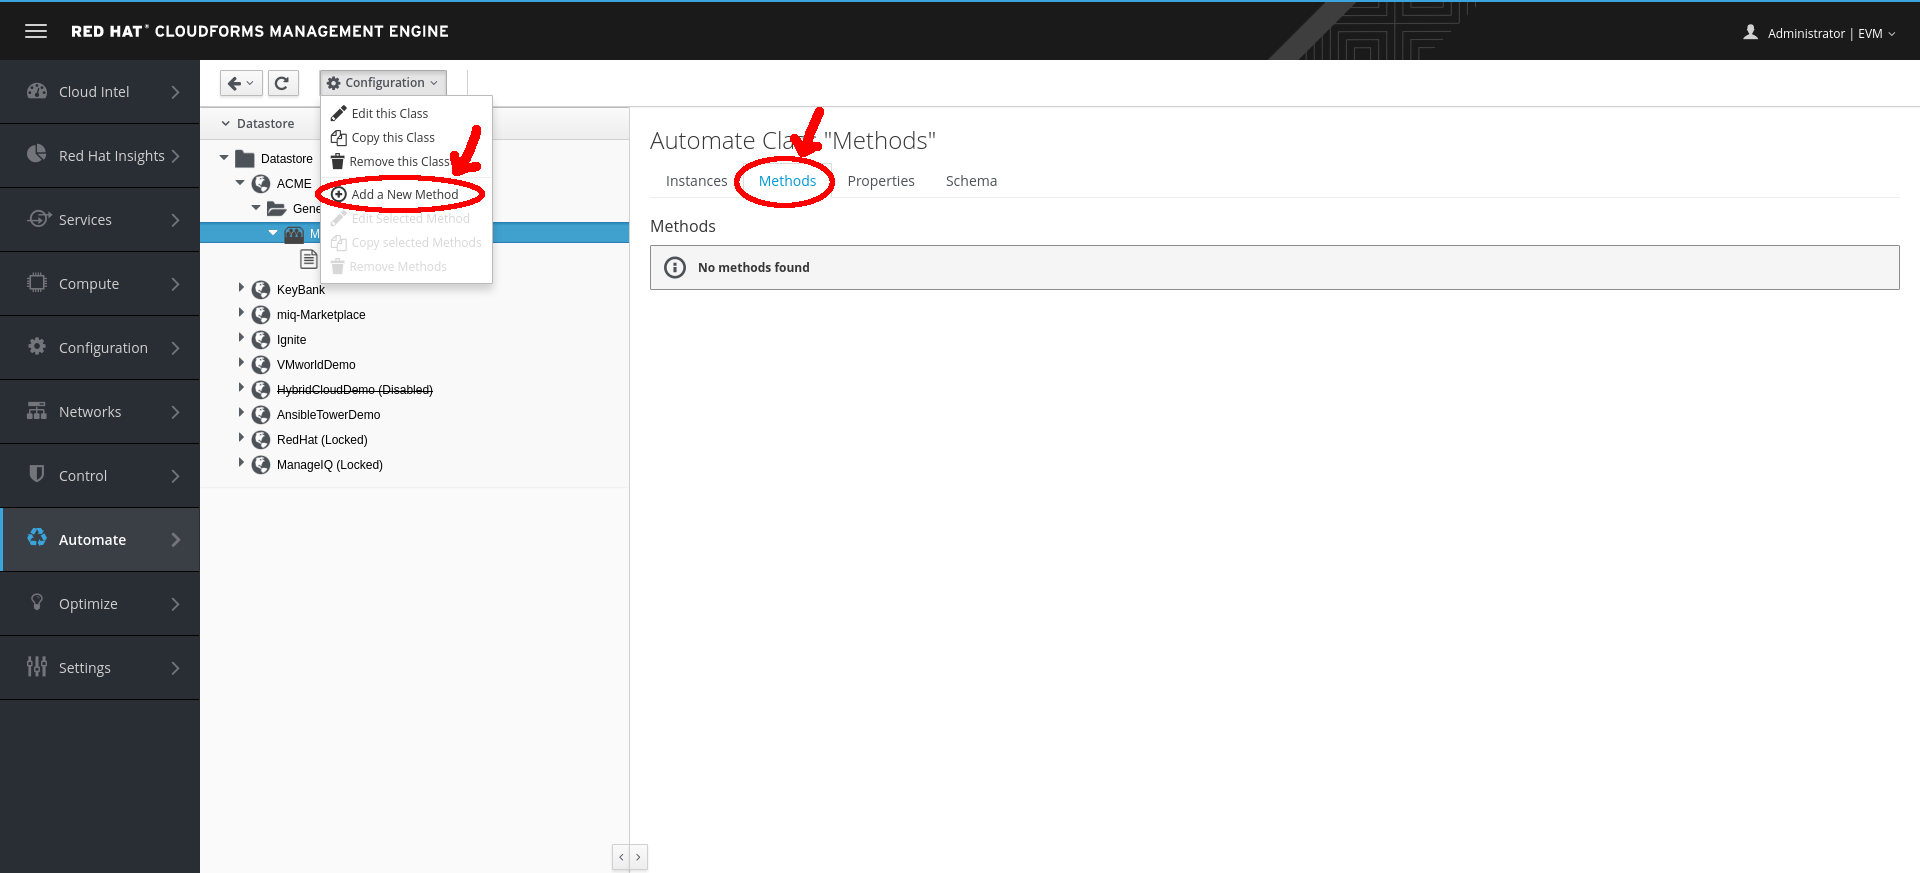 RED HAT® CLOUDFORMS MANAGEMENT ENGINE
Administrator | EVM
Cloud Intel
Red Hat Insights
Services
Compute
Configuration
Networks
Control
Automate
Optimize
Settings
Configuration
Edit this Class
Copy this Class
Remove this Class
Add a New Method
Edit Selected Method
Copy selected Methods
Remove Methods
Datastore
Datastore
ACME
Gene
M
KeyBank
miq-Marketplace
Ignite
VMworldDemo
HybridCloudDemo (Disabled)
AnsibleTowerDemo
RedHat (Locked)
ManageIQ (Locked)
Automate Class "Methods"
Instances Methods Properties Schema
Methods
No methods found